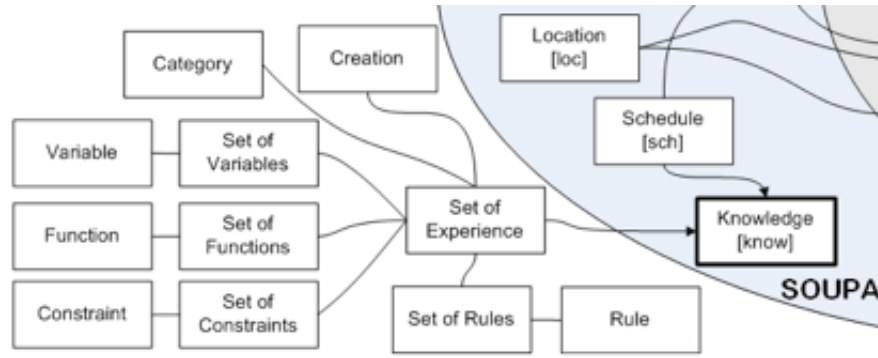 Category
Creation
Location
[loc]
Variable
Set of
Variables
Schedule
[sch]
Function
Set of
Functions
Set of
Experience
Knowledge
[know]
Constraint
Set of
Constraints
Set of Rules
Rule
SOUPA